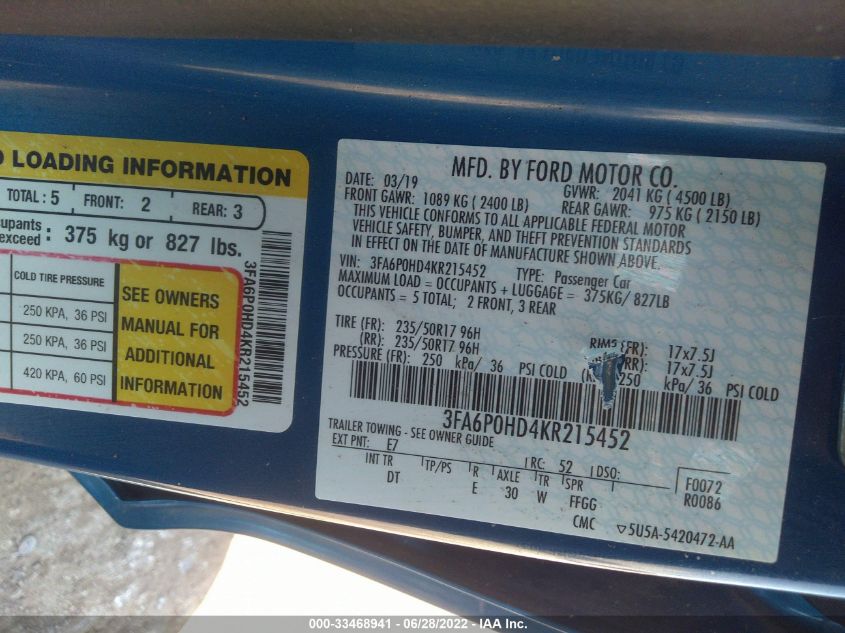 LOADING INFORMATION
TOTAL: 5 FRONT: 2 REAR: 3
exceed : 375 kg or 827 lbs.
COLD TIRE PRESSURE
250 KPA, 36 PSI
250 KPA, 36 PSI
420 KPA, 60 PSI
SEE OWNERS
MANUAL FOR
ADDITIONAL
INFORMATION
3FA6P0HD4KR215452
MFD. BY FORD MOTOR CO.
DATE: 03/19 GVWR: 2041 KG ( 4500 LB)
FRONT GAWR: 1089 KG ( 2400 LB) REAR GAWR: 975 KG ( 2150 LB)
THIS VEHICLE CONFORMS TO ALL APPLICABLE FEDERAL MOTOR
VEHICLE SAFETY, BUMPER, AND THEFT PREVENTION STANDARDS
IN EFFECT ON THE DATE OF MANUFACTURE SHOWN ABOVE.
VIN: 3FA6P0HD4KR215452 TYPE: Passenger Car
MAXIMUM LOAD = OCCUPANTS + LUGGAGE = 375KG/ 827LB
OCCUPANTS = 5 TOTAL; 2 FRONT, 3 REAR
TIRE (FR): 235/50R17 96H RIMS (FR): 17x7.5J
(RR): 235/50R17 96H RR): 17x7.5J
PRESSURE (FR): 250 kPa/ 36 PSI COLD 250 kPa/ 36 PSI COLD
3FA6P0HD4KR215452
TRAILER TOWING - SEE OWNER GUIDE
EXT PNT: E7 RC: 52 DSO: F0072
INT TR TP/PS R AXLE TR SPR R0086
DT E 30 W FFGG
CMC ▽5U5A-5420472-AA
000-33468941 - 06/28/2022 - IAA Inc.